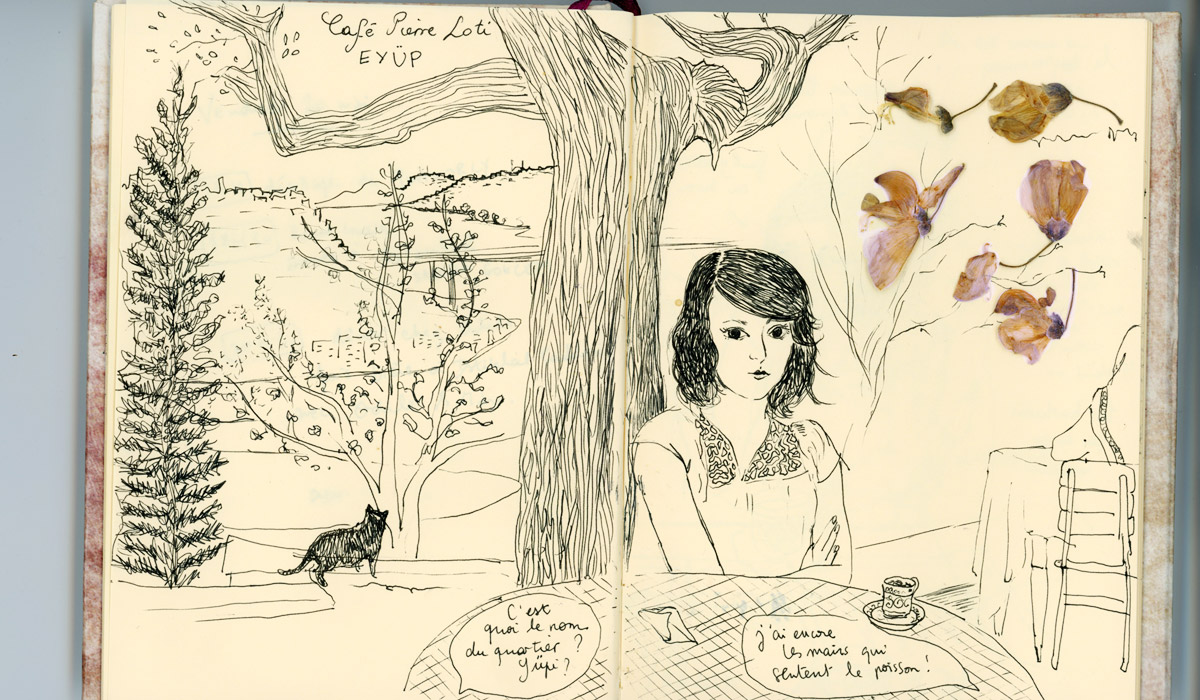 Café Pierre Loti
EYÜP
C'est
quoi le nom
du quartier ?
Yüpi ?
j'ai encore
les mains qui
sentent le poisson !